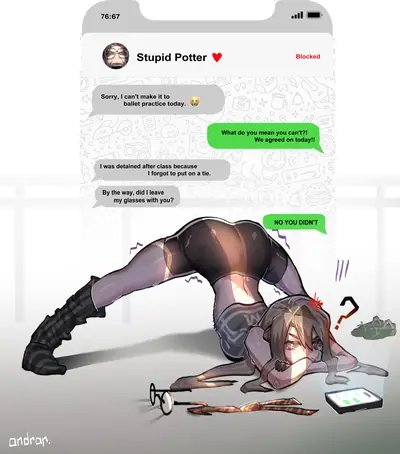 76:67
Stupid Potter
Blocked
Sorry, I can't make it to
ballet practice today. 😭
What do you mean you can't?!
We agreed on today!!
I was detained after class because
I forgot to put on a tie.
By the way, did I leave
my glasses with you?
NO YOU DIDN'T
?
andrar.